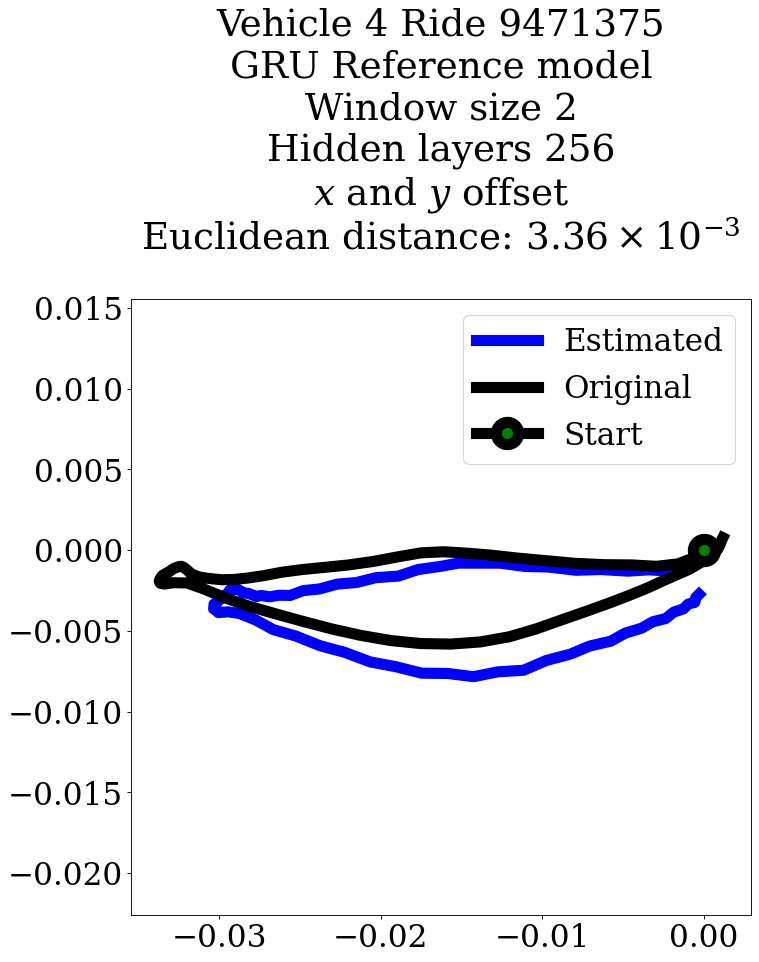 Vehicle 4 Ride 9471375
GRU Reference model
Window size 2
Hidden layers 256
x and y offset
Euclidean distance: 3.36 × 10⁻³
0.015
0.010
0.005
0.000
−0.005
−0.010
−0.015
−0.020
Estimated
Original
Start
−0.03
−0.02
−0.01
0.00